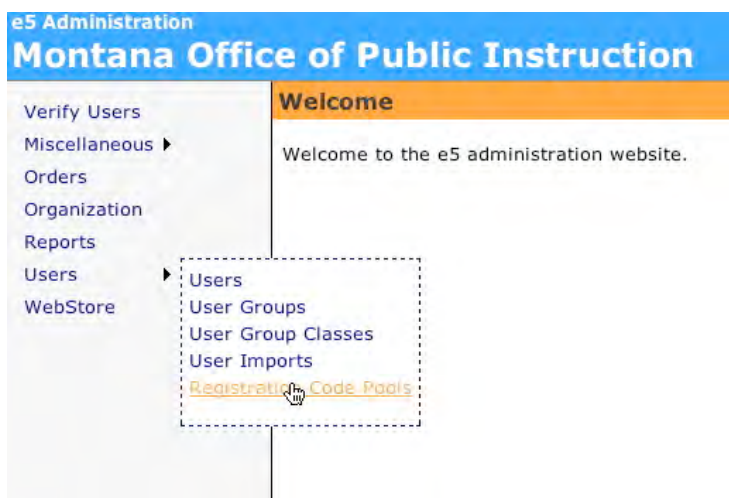 e5 Administration
Montana Office of Public Instruction
Verify Users
Miscellaneous
Orders
Organization
Reports
Users
WebStore
Welcome
Welcome to the e5 administration website.
Users
User Groups
User Group Classes
User Imports
Registration Code Pools